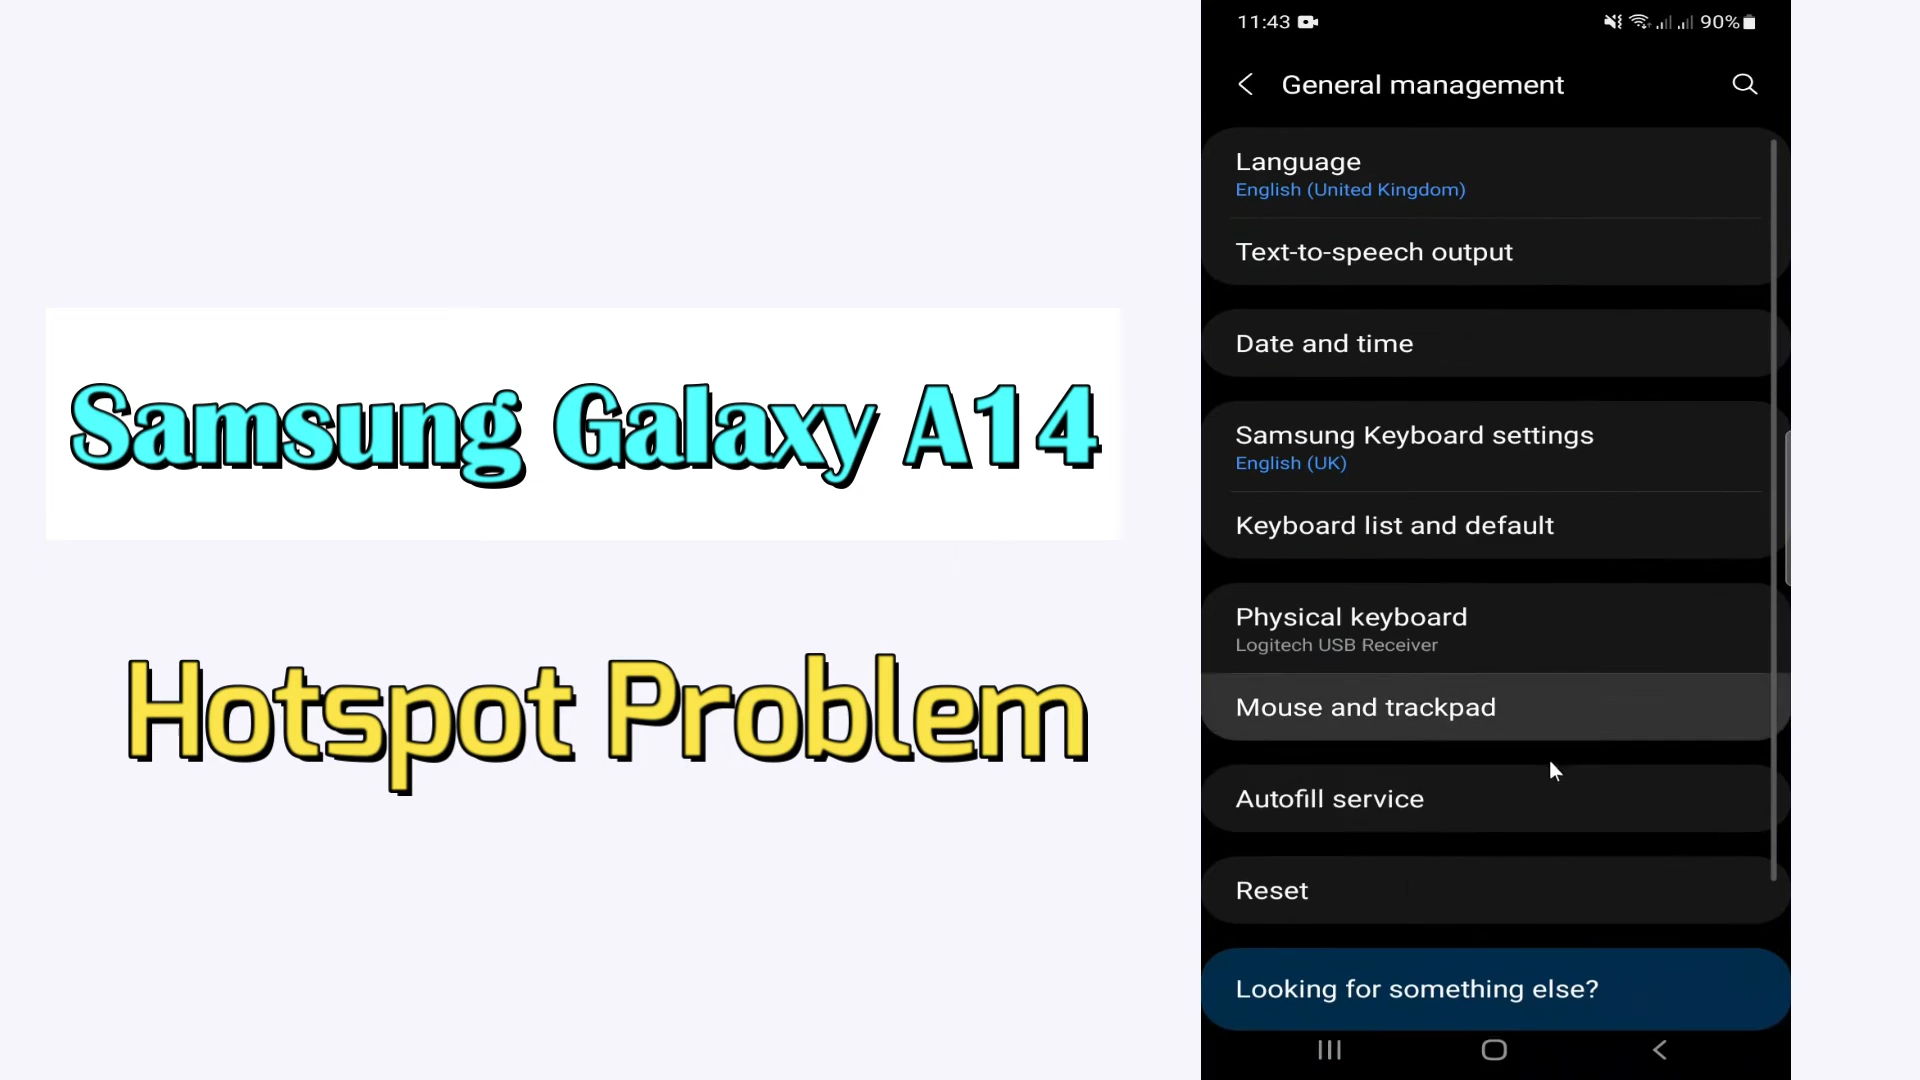 Samsung Galaxy A14
Hotspot Problem
11:43
90%
General management
Language
English (United Kingdom)
Text-to-speech output
Date and time
Samsung Keyboard settings
English (UK)
Keyboard list and default
Physical keyboard
Logitech USB Receiver
Mouse and trackpad
Autofill service
Reset
Looking for something else?